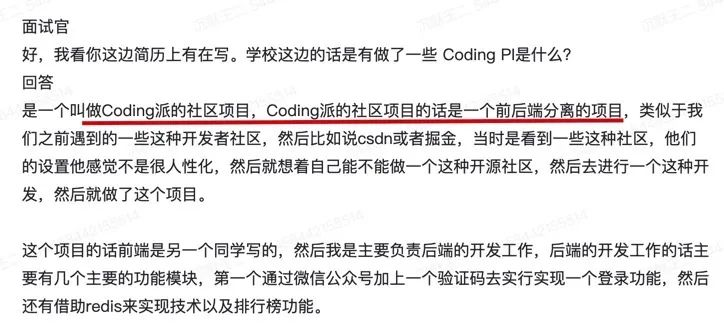 面试官
好，我看你这边简历上有在写。学校这边的话是有做了一些 Coding PI是什么？
回答
是一个叫做Coding派的社区项目，Coding派的社区项目的话是一个前后端分离的项目，类似于我
们之前遇到的一些这种开发者社区，然后比如说csdn或者掘金，当时是看到一些这种社区，他们
的设置他感觉不是很人性化，然后就想着自己能不能做一个这种开源社区，然后去进行一个这种开
发，然后就做了这个项目。
这个项目的话前端是另一个同学写的，然后我是主要负责后端的开发工作，后端的开发工作的话主
要有几个主要的功能模块，第一个通过微信公众号加上一个验证码去实行实现一个登录功能，然后
还有借助redis来实现技术以及排行榜功能。